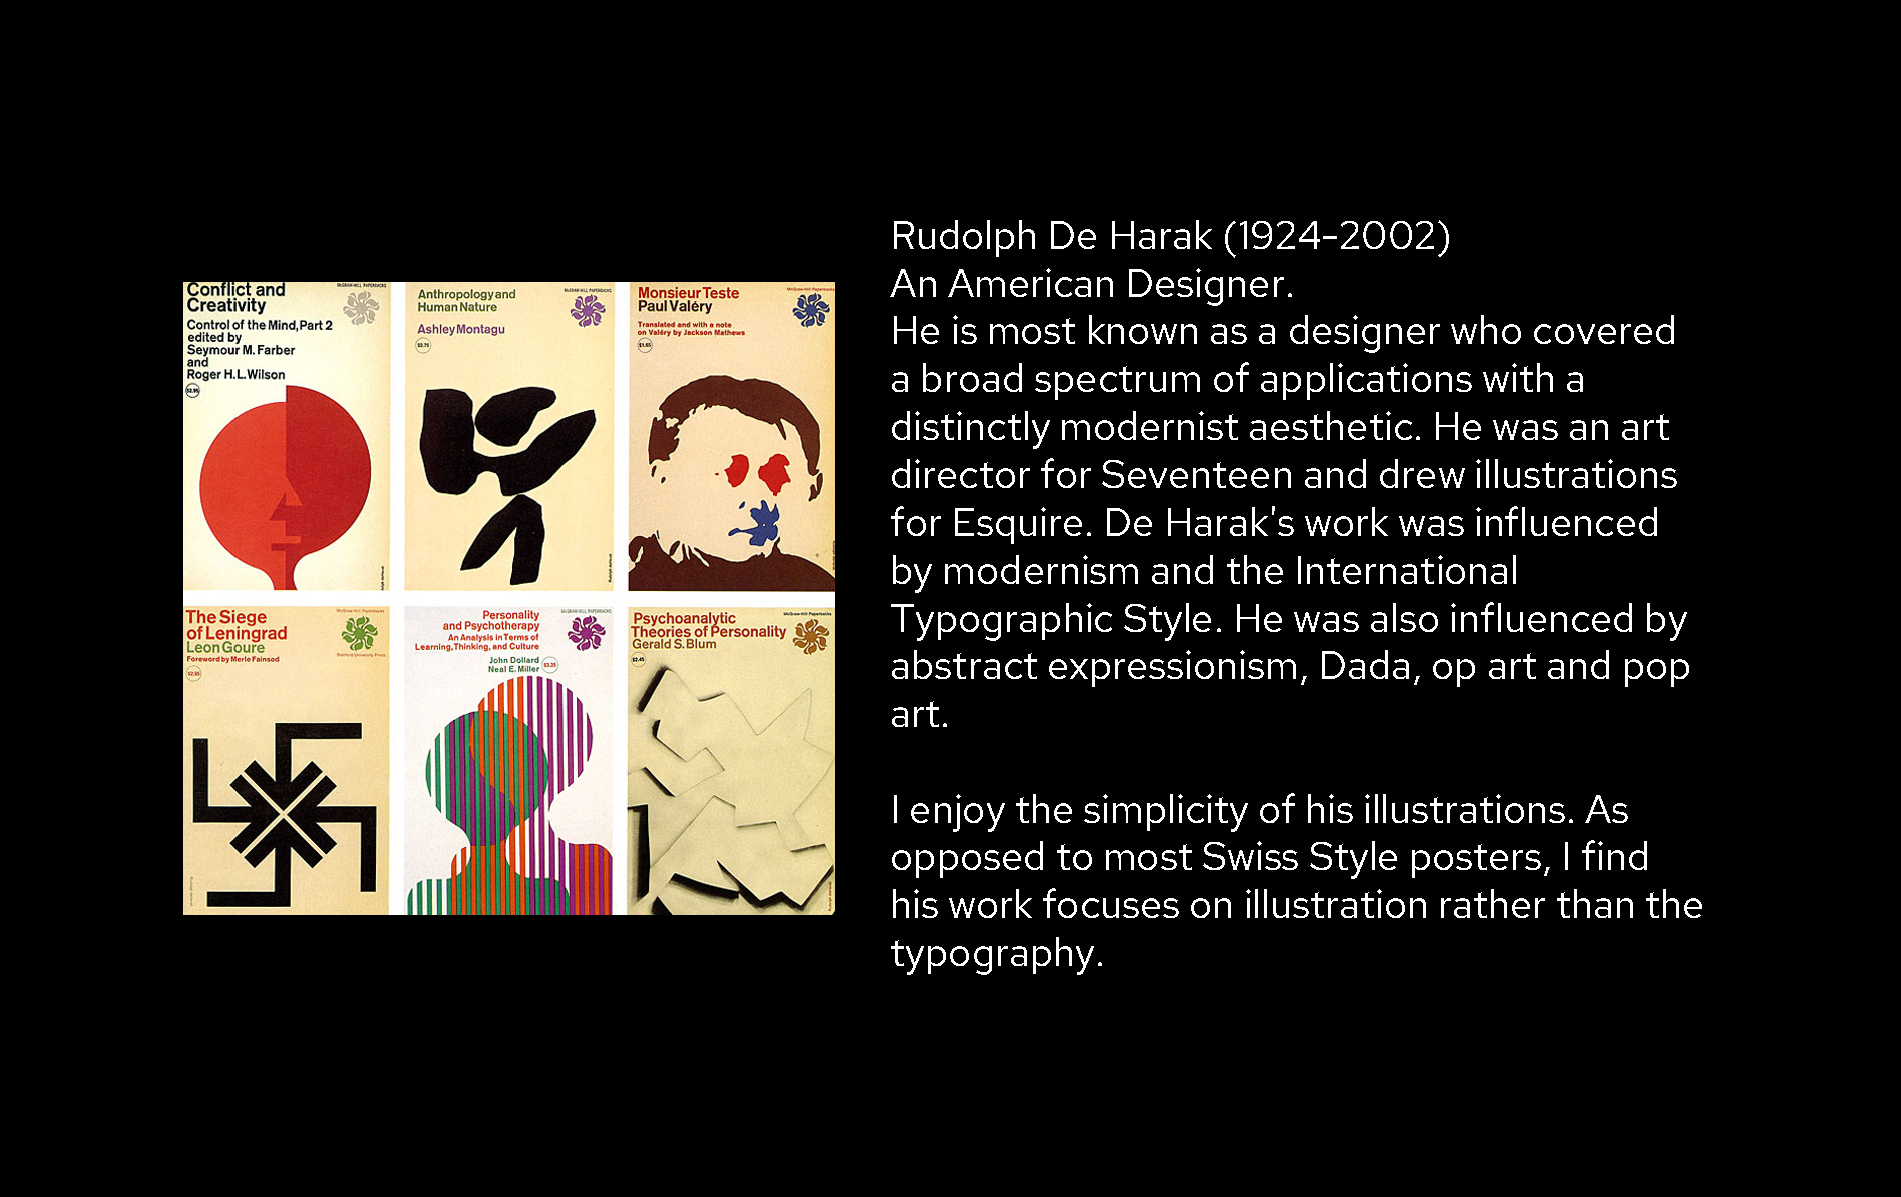 Conflict and
Creativity
Control of the Mind, Part 2
edited by
Seymour M. Farber
and
Roger H. L. Wilson
$2.95
McGRAW-HILL PAPERBACKS
Anthropology and
Human Nature
Ashley Montagu
$2.75
McGRAW-HILL PAPERBACKS
Monsieur Teste
Paul Valéry
Translated and with a note
on Valéry by Jackson Mathews
$1.65
McGraw-Hill Paperbacks
The Siege
of Leningrad
Leon Goure
Foreword by Merle Fainsod
McGraw-Hill Paperbacks
Stanford University Press
Personality
and Psychotherapy
An Analysis in Terms of
Learning, Thinking, and Culture
John Dollard
Neal E. Miller
$3.25
McGRAW-HILL PAPERBACKS
Psychoanalytic
Theories of Personality
Gerald S. Blum
$2.45
McGraw-Hill Paperbacks
Rudolph De Harak (1924-2002)
An American Designer.
He is most known as a designer who covered
a broad spectrum of applications with a
distinctly modernist aesthetic. He was an art
director for Seventeen and drew illustrations
for Esquire. De Harak's work was influenced
by modernism and the International
Typographic Style. He was also influenced by
abstract expressionism, Dada, op art and pop
art.
I enjoy the simplicity of his illustrations. As
opposed to most Swiss Style posters, I find
his work focuses on illustration rather than the
typography.